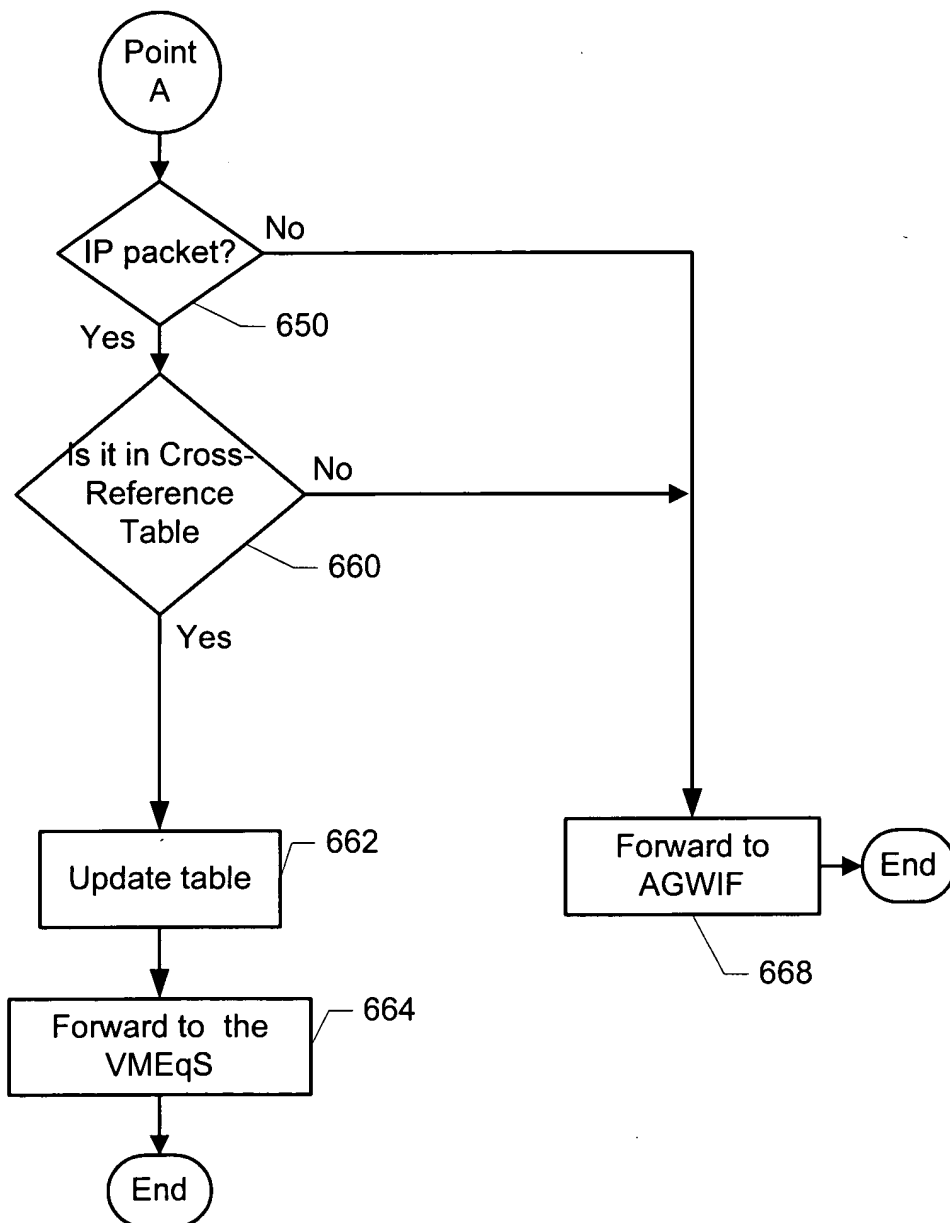 Point
A
IP packet?
No
650
Yes
Is it in Cross-
Reference
Table
No
660
Yes
Update table
662
Forward to
AGWIF
End
668
Forward to the
VMEqS
664
End